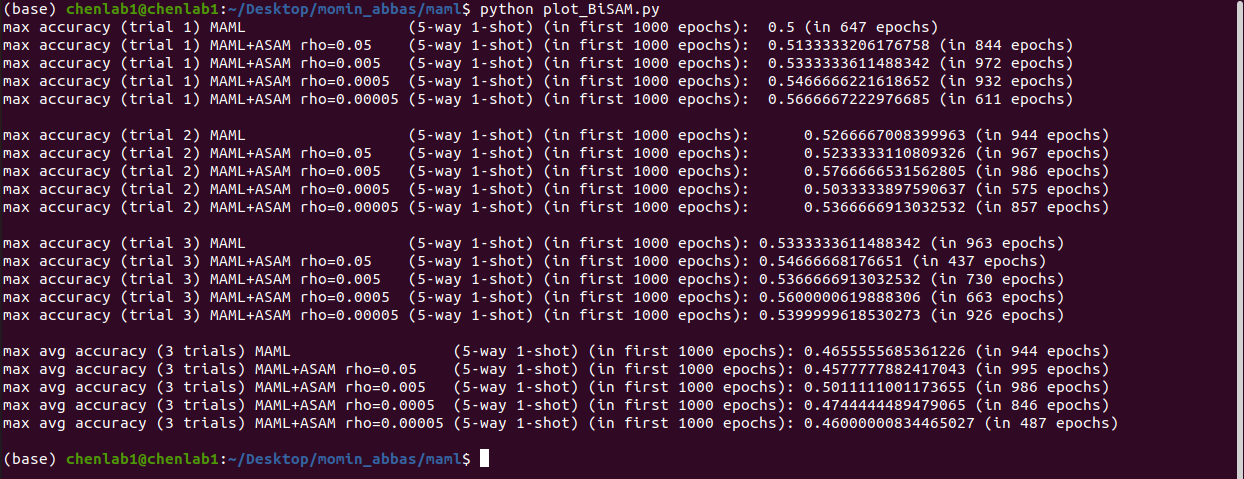 (base) chenlab1@chenlab1:~/Desktop/momin_abbas/maml$ python plot_BiSAM.py
max accuracy (trial 1) MAML                  (5-way 1-shot) (in first 1000 epochs):  0.5 (in 647 epochs)
max accuracy (trial 1) MAML+ASAM rho=0.05    (5-way 1-shot) (in first 1000 epochs):  0.5133333206176758 (in 844 epochs)
max accuracy (trial 1) MAML+ASAM rho=0.005   (5-way 1-shot) (in first 1000 epochs):  0.5333333611488342 (in 972 epochs)
max accuracy (trial 1) MAML+ASAM rho=0.0005  (5-way 1-shot) (in first 1000 epochs):  0.54666666221618652 (in 932 epochs)
max accuracy (trial 1) MAML+ASAM rho=0.00005 (5-way 1-shot) (in first 1000 epochs):  0.5666667222976685 (in 611 epochs)

max accuracy (trial 2) MAML                  (5-way 1-shot) (in first 1000 epochs):      0.5266667008399963 (in 944 epochs)
max accuracy (trial 2) MAML+ASAM rho=0.05    (5-way 1-shot) (in first 1000 epochs):      0.5233333110809326 (in 967 epochs)
max accuracy (trial 2) MAML+ASAM rho=0.005   (5-way 1-shot) (in first 1000 epochs):      0.5766666531562805 (in 986 epochs)
max accuracy (trial 2) MAML+ASAM rho=0.0005  (5-way 1-shot) (in first 1000 epochs):      0.5033333897590637 (in 575 epochs)
max accuracy (trial 2) MAML+ASAM rho=0.00005 (5-way 1-shot) (in first 1000 epochs):      0.5366666913032532 (in 857 epochs)

max accuracy (trial 3) MAML                  (5-way 1-shot) (in first 1000 epochs): 0.5333333611488342 (in 963 epochs)
max accuracy (trial 3) MAML+ASAM rho=0.05    (5-way 1-shot) (in first 1000 epochs): 0.54666668176651 (in 437 epochs)
max accuracy (trial 3) MAML+ASAM rho=0.005   (5-way 1-shot) (in first 1000 epochs): 0.5366666913032532 (in 730 epochs)
max accuracy (trial 3) MAML+ASAM rho=0.0005  (5-way 1-shot) (in first 1000 epochs): 0.5600000619888306 (in 663 epochs)
max accuracy (trial 3) MAML+ASAM rho=0.00005 (5-way 1-shot) (in first 1000 epochs): 0.5399999618530273 (in 926 epochs)

max avg accuracy (3 trials) MAML                  (5-way 1-shot) (in first 1000 epochs): 0.4655555685361226 (in 944 epochs)
max avg accuracy (3 trials) MAML+ASAM rho=0.05    (5-way 1-shot) (in first 1000 epochs): 0.4577777882417043 (in 995 epochs)
max avg accuracy (3 trials) MAML+ASAM rho=0.005   (5-way 1-shot) (in first 1000 epochs): 0.5011111001173655 (in 986 epochs)
max avg accuracy (3 trials) MAML+ASAM rho=0.0005  (5-way 1-shot) (in first 1000 epochs): 0.4744444489479065 (in 846 epochs)
max avg accuracy (3 trials) MAML+ASAM rho=0.00005 (5-way 1-shot) (in first 1000 epochs): 0.46000000834465027 (in 487 epochs)

(base) chenlab1@chenlab1:~/Desktop/momin_abbas/maml$